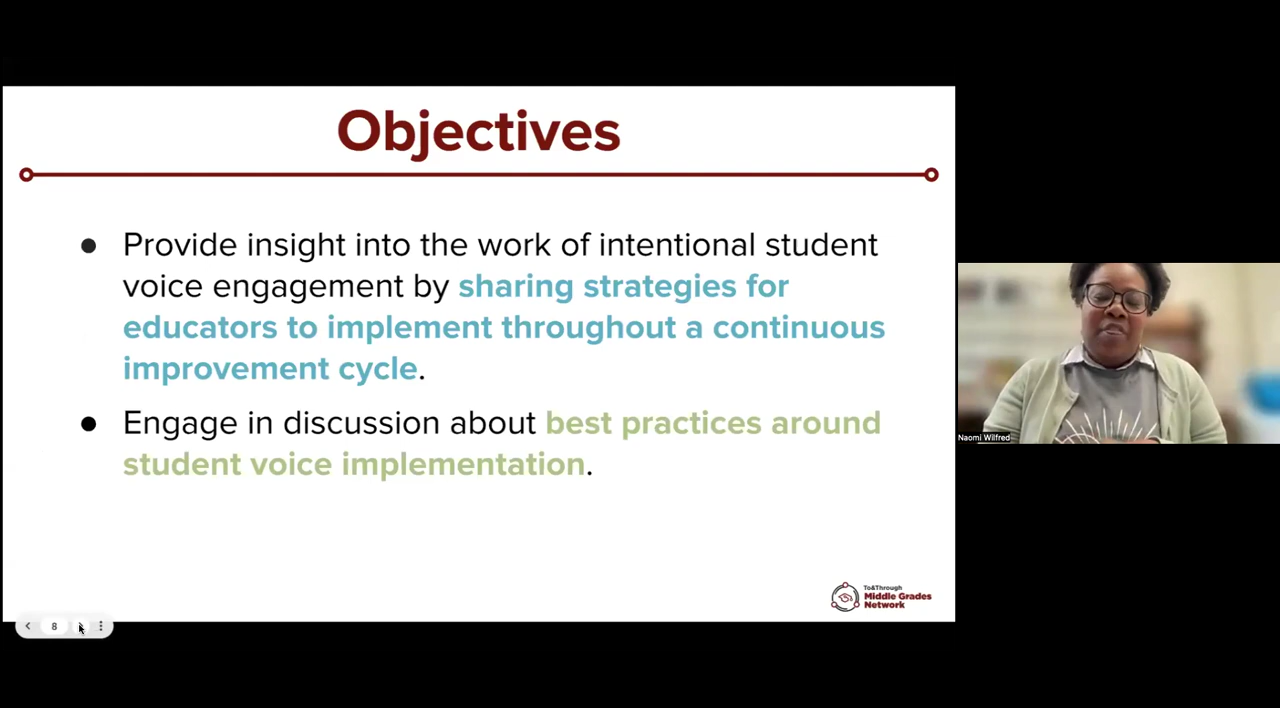 Objectives
● Provide insight into the work of intentional student
voice engagement by sharing strategies for
educators to implement throughout a continuous
improvement cycle.
● Engage in discussion about best practices around
student voice implementation.
To&Through
Middle Grades
Network
8
Naomi Wilfred